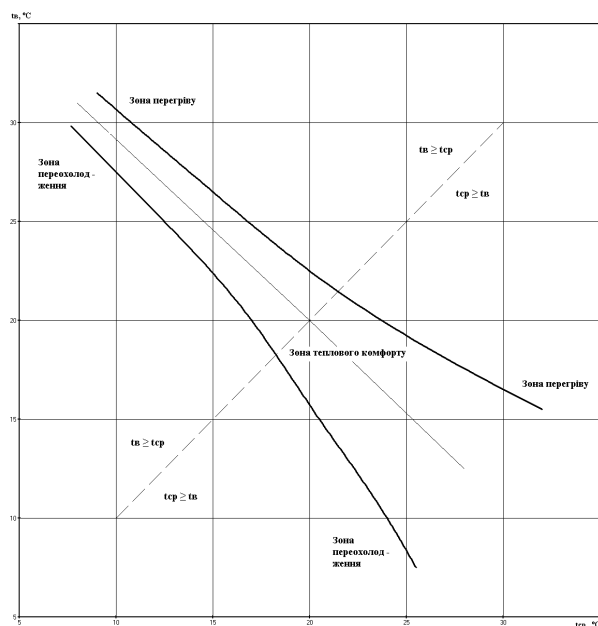 tв, °C
Зона перегріву
30
Зона
переохолод -
ження
tв ≥ tср
tср ≥ tв
25
20
Зона теплового комфорту
Зона перегріву
15
tв ≥ tср
tср ≥ tв
10
Зона
переохолод -
ження
5
5 10 15 20 25 30
tср, °C